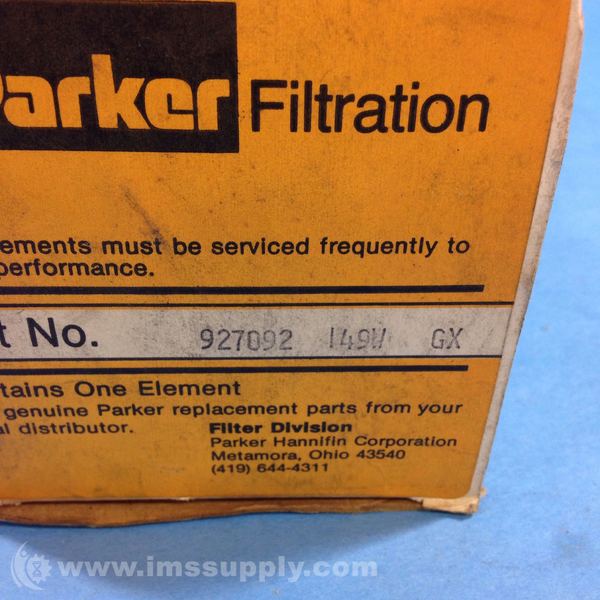 Parker Filtration
ements must be serviced frequently to
performance.
t No. 927092 149W GX
tains One Element
genuine Parker replacement parts from your
al distributor. Filter Division
Parker Hannifin Corporation
Metamora, Ohio 43540
(419) 644-4311
www.imssupply.com